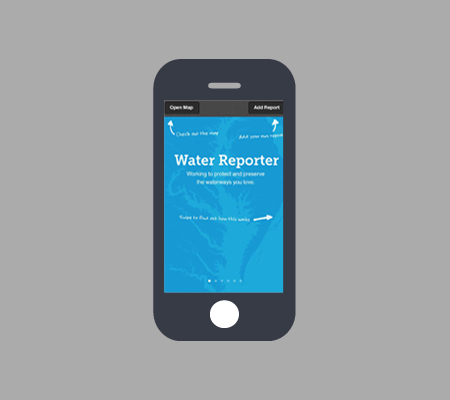 Open Map
Add Report
Check out the map
Add your own report
Water Reporter
Working to protect and preserve
the waterways you love.
Swipe to find out how this works